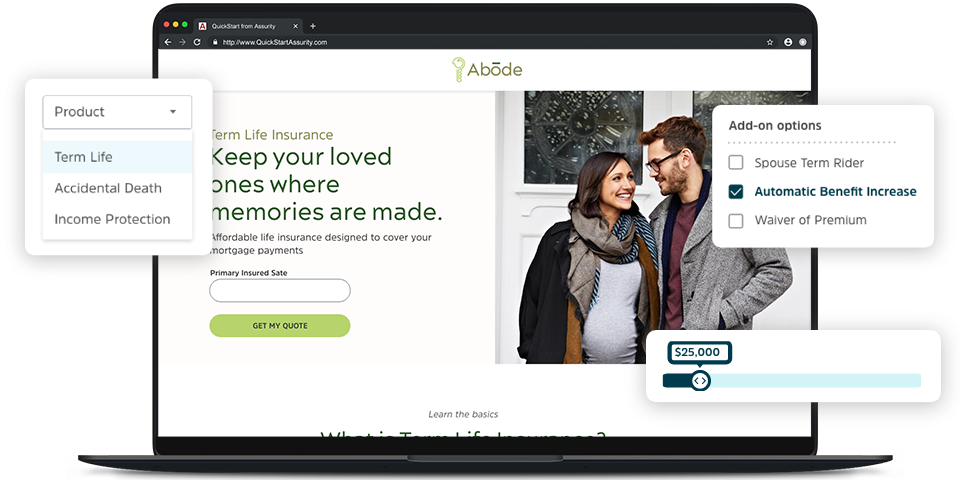 QuickStart from Assurity
http://www.QuickStartAssurity.com
Abōde
Product
Term Life
Accidental Death
Income Protection
Term Life Insurance
Keep your loved
ones where
memories are made.
Affordable life insurance designed to cover your
mortgage payments
Primary Insured Sate
GET MY QUOTE
Add-on options
Spouse Term Rider
Automatic Benefit Increase
Waiver of Premium
$25,000
Learn the basics
What is Term Life Insurance?